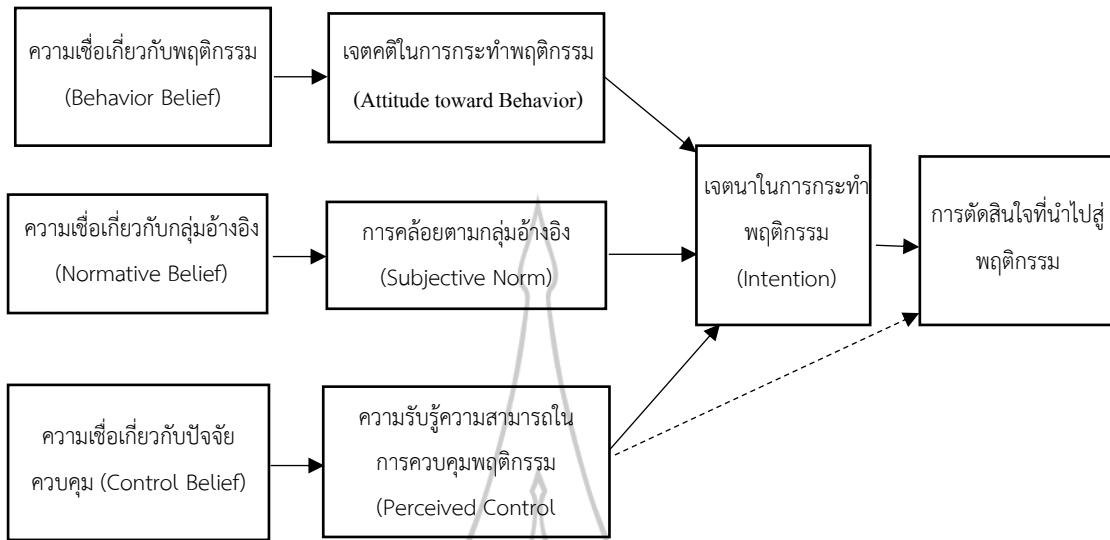 ความเชื่อเกี่ยวกับพฤติกรรม
(Behavior Belief)
เจตคติในการกระทำพฤติกรรม
(Attitude toward Behavior)
ความเชื่อเกี่ยวกับกลุ่มอ้างอิง
(Normative Belief)
การคล้อยตามกลุ่มอ้างอิง
(Subjective Norm)
ความเชื่อเกี่ยวกับปัจจัย
ควบคุม (Control Belief)
ความรับรู้ความสามารถใน
การควบคุมพฤติกรรม
(Perceived Control
เจตนาในการกระทำ
พฤติกรรม
(Intention)
การตัดสินใจที่นำไปสู่
พฤติกรรม